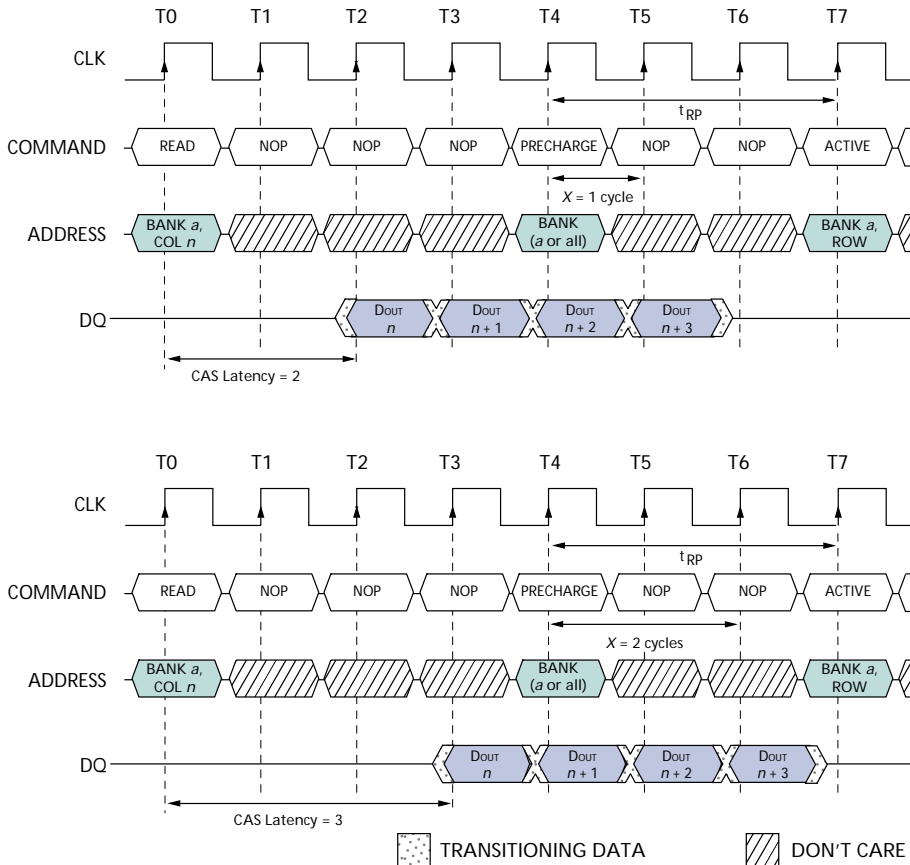 T0 T1 T2 T3 T4 T5 T6 T7
CLK
tRP
COMMAND READ NOP NOP NOP PRECHARGE NOP NOP ACTIVE
X = 1 cycle
ADDRESS BANK a, COL n BANK (a or all) BANK a, ROW
DQ DOUT n DOUT n + 1 DOUT n + 2 DOUT n + 3
CAS Latency = 2
T0 T1 T2 T3 T4 T5 T6 T7
CLK
tRP
COMMAND READ NOP NOP NOP PRECHARGE NOP NOP ACTIVE
X = 2 cycles
ADDRESS BANK a, COL n BANK (a or all) BANK a, ROW
DQ DOUT n DOUT n + 1 DOUT n + 2 DOUT n + 3
CAS Latency = 3
TRANSITIONING DATA DON'T CARE